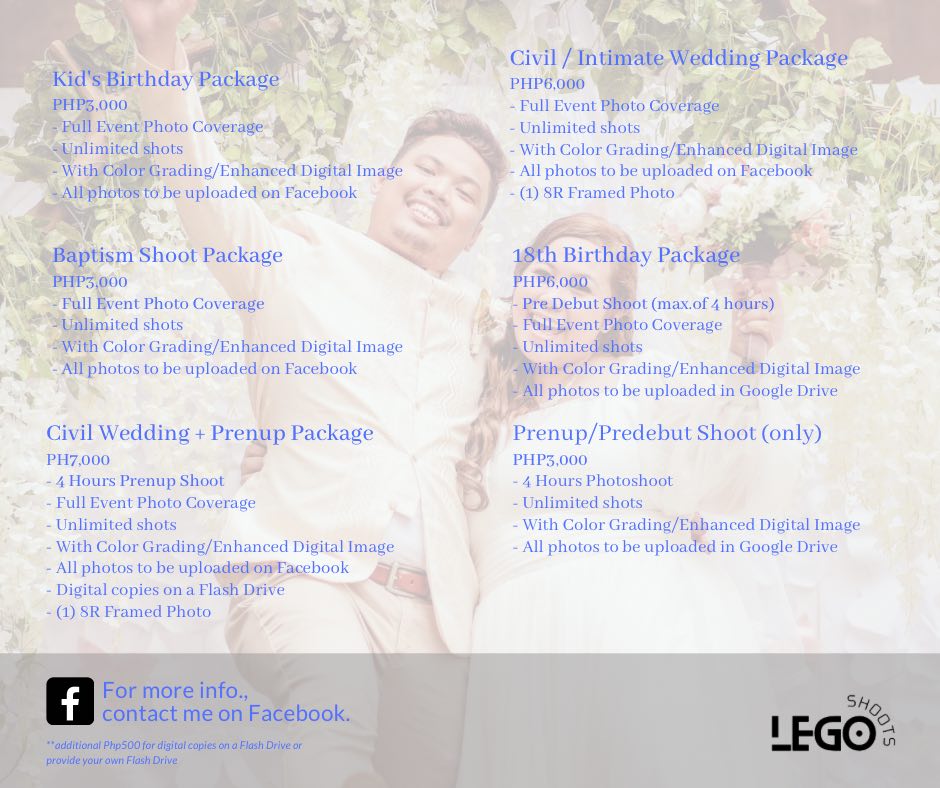 Kid's Birthday Package
PHP3,000
- Full Event Photo Coverage
- Unlimited shots
- With Color Grading/Enhanced Digital Image
- All photos to be uploaded on Facebook
Baptism Shoot Package
PHP3,000
- Full Event Photo Coverage
- Unlimited shots
- With Color Grading/Enhanced Digital Image
- All photos to be uploaded on Facebook
Civil Wedding + Prenup Package
PH7,000
- 4 Hours Prenup Shoot
- Full Event Photo Coverage
- Unlimited shots
- With Color Grading/Enhanced Digital Image
- All photos to be uploaded on Facebook
- Digital copies on a Flash Drive
- (1) 8R Framed Photo
Civil / Intimate Wedding Package
PHP6,000
- Full Event Photo Coverage
- Unlimited shots
- With Color Grading/Enhanced Digital Image
- All photos to be uploaded on Facebook
- (1) 8R Framed Photo
18th Birthday Package
PHP6,000
- Pre Debut Shoot (max.of 4 hours)
- Full Event Photo Coverage
- Unlimited shots
- With Color Grading/Enhanced Digital Image
- All photos to be uploaded in Google Drive
Prenup/Predebut Shoot (only)
PHP3,000
- 4 Hours Photoshoot
- Unlimited shots
- With Color Grading/Enhanced Digital Image
- All photos to be uploaded in Google Drive
For more info.,
contact me on Facebook.
**additional Php500 for digital copies on a Flash Drive or
provide your own Flash Drive
LEGO SHOOTS